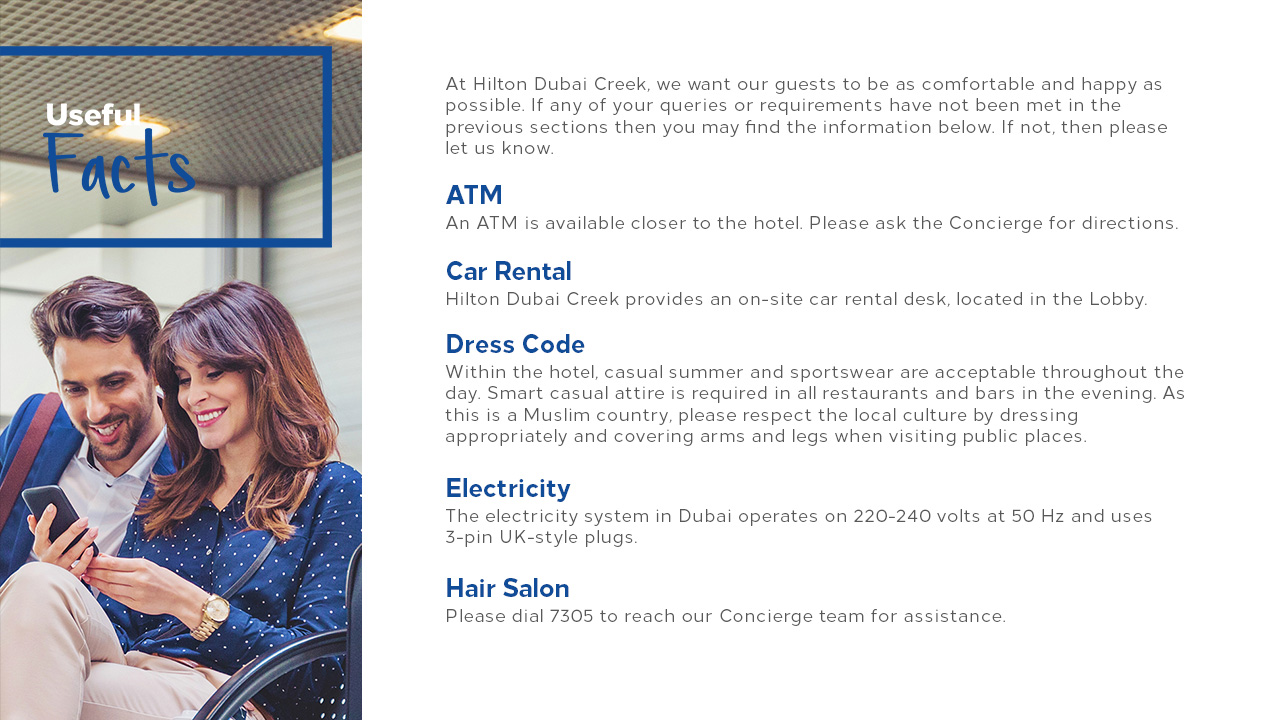 Useful
Facts
At Hilton Dubai Creek, we want our guests to be as comfortable and happy as
possible. If any of your queries or requirements have not been met in the
previous sections then you may find the information below. If not, then please
let us know.
ATM
An ATM is available closer to the hotel. Please ask the Concierge for directions.
Car Rental
Hilton Dubai Creek provides an on-site car rental desk, located in the Lobby.
Dress Code
Within the hotel, casual summer and sportswear are acceptable throughout the
day. Smart casual attire is required in all restaurants and bars in the evening. As
this is a Muslim country, please respect the local culture by dressing
appropriately and covering arms and legs when visiting public places.
Electricity
The electricity system in Dubai operates on 220-240 volts at 50 Hz and uses
3-pin UK-style plugs.
Hair Salon
Please dial 7305 to reach our Concierge team for assistance.